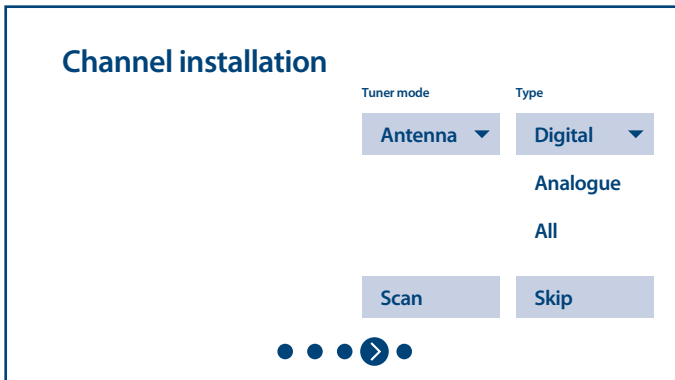 Channel installation
Tuner mode Type
Antenna Digital
Analogue
All
Scan Skip